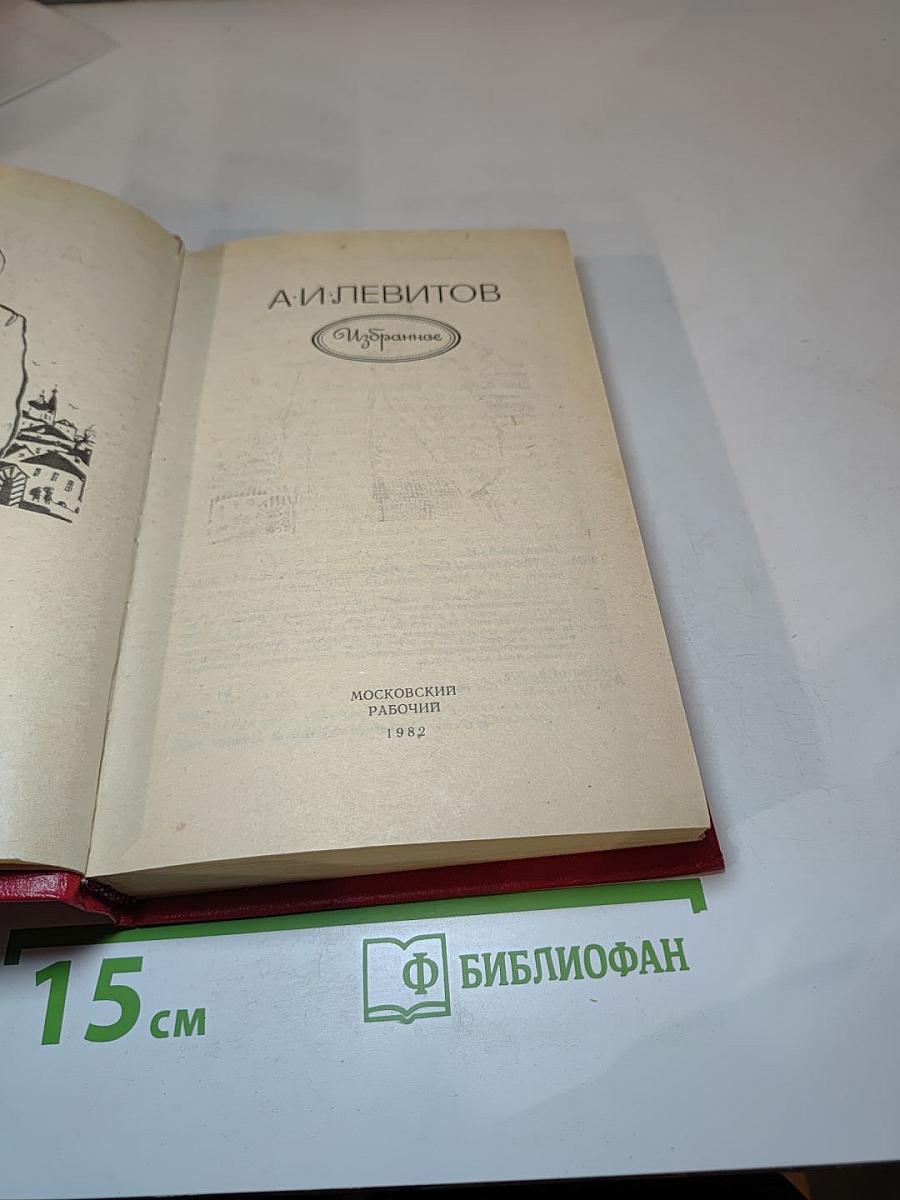 А·И·ЛЕВИТОВ
Избранное
МОСКОВСКИЙ
РАБОЧИЙ
1982
15 см
Ф БИБЛИОФАН